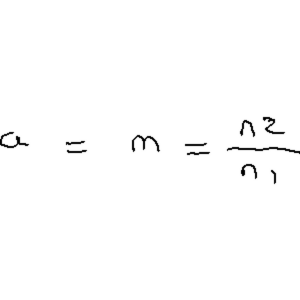 a = m = n2/n1